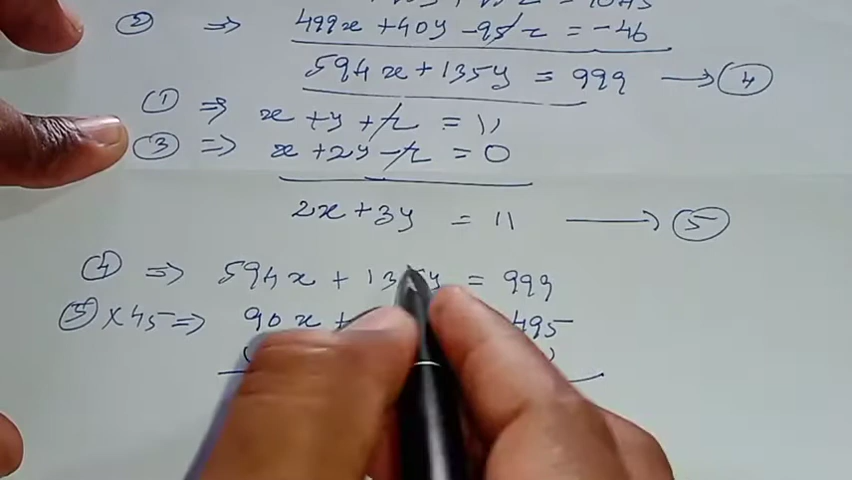 ② ⇒ 499x + 40y - 95z = -46
594x + 135y = 999 → ④
① ⇒ x + y + z = 11
③ ⇒ x + 2y - z = 0
2x + 3y = 11 → ⑤
④ ⇒ 594x + 135y = 999
⑤ × 45 ⇒ 90x + 495